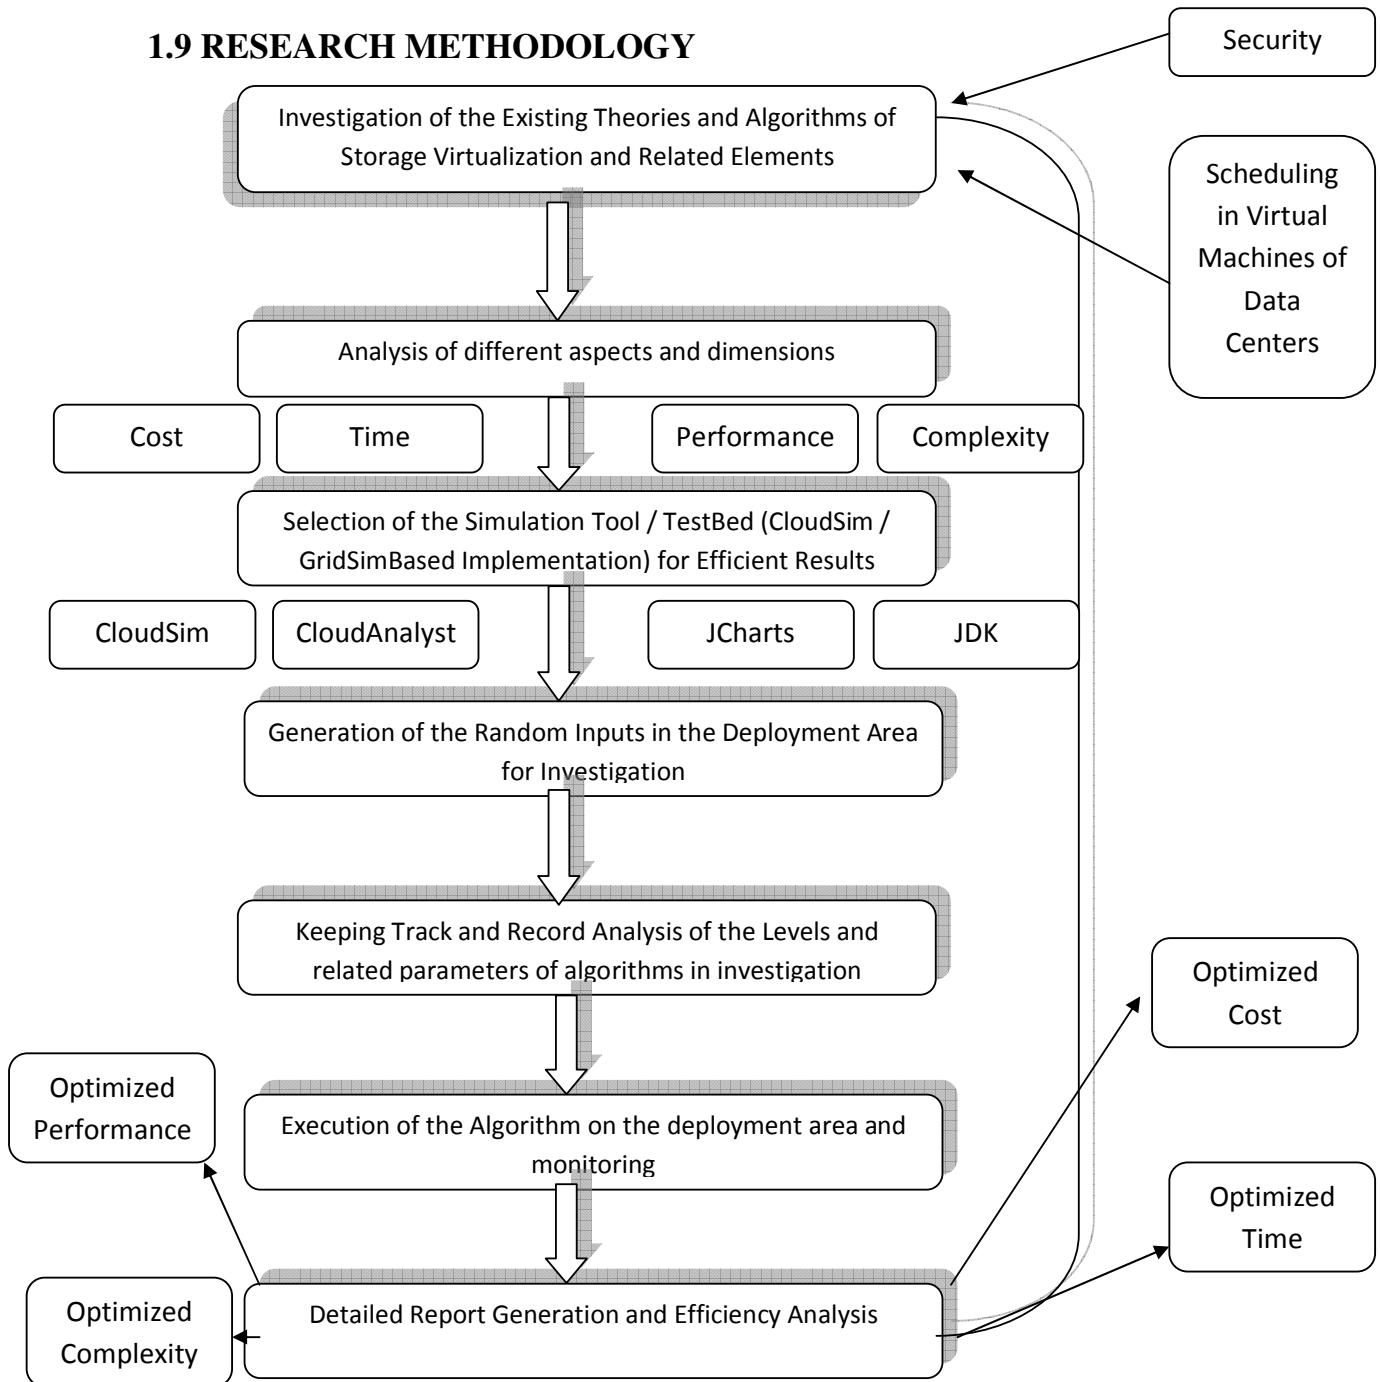 1.9 RESEARCH METHODOLOGY
Security
Investigation of the Existing Theories and Algorithms of
Storage Virtualization and Related Elements
Scheduling
in Virtual
Machines of
Data
Centers
Analysis of different aspects and dimensions
Cost
Time
Performance
Complexity
Selection of the Simulation Tool / TestBed (CloudSim /
GridSimBased Implementation) for Efficient Results
CloudSim
CloudAnalyst
JCharts
JDK
Generation of the Random Inputs in the Deployment Area
for Investigation
Keeping Track and Record Analysis of the Levels and
related parameters of algorithms in investigation
Optimized
Cost
Optimized
Performance
Execution of the Algorithm on the deployment area and
monitoring
Optimized
Time
Detailed Report Generation and Efficiency Analysis
Optimized
Complexity